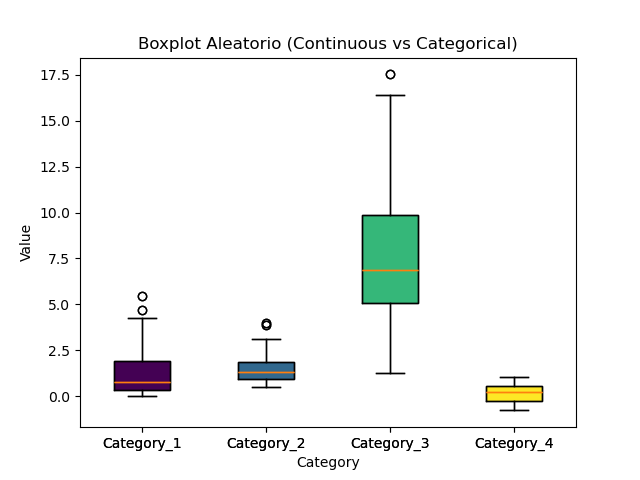 Boxplot Aleatorio (Continuous vs Categorical)
17.5
15.0
12.5
10.0
7.5
5.0
2.5
0.0
Value
Category_1 Category_2 Category_3 Category_4
Category